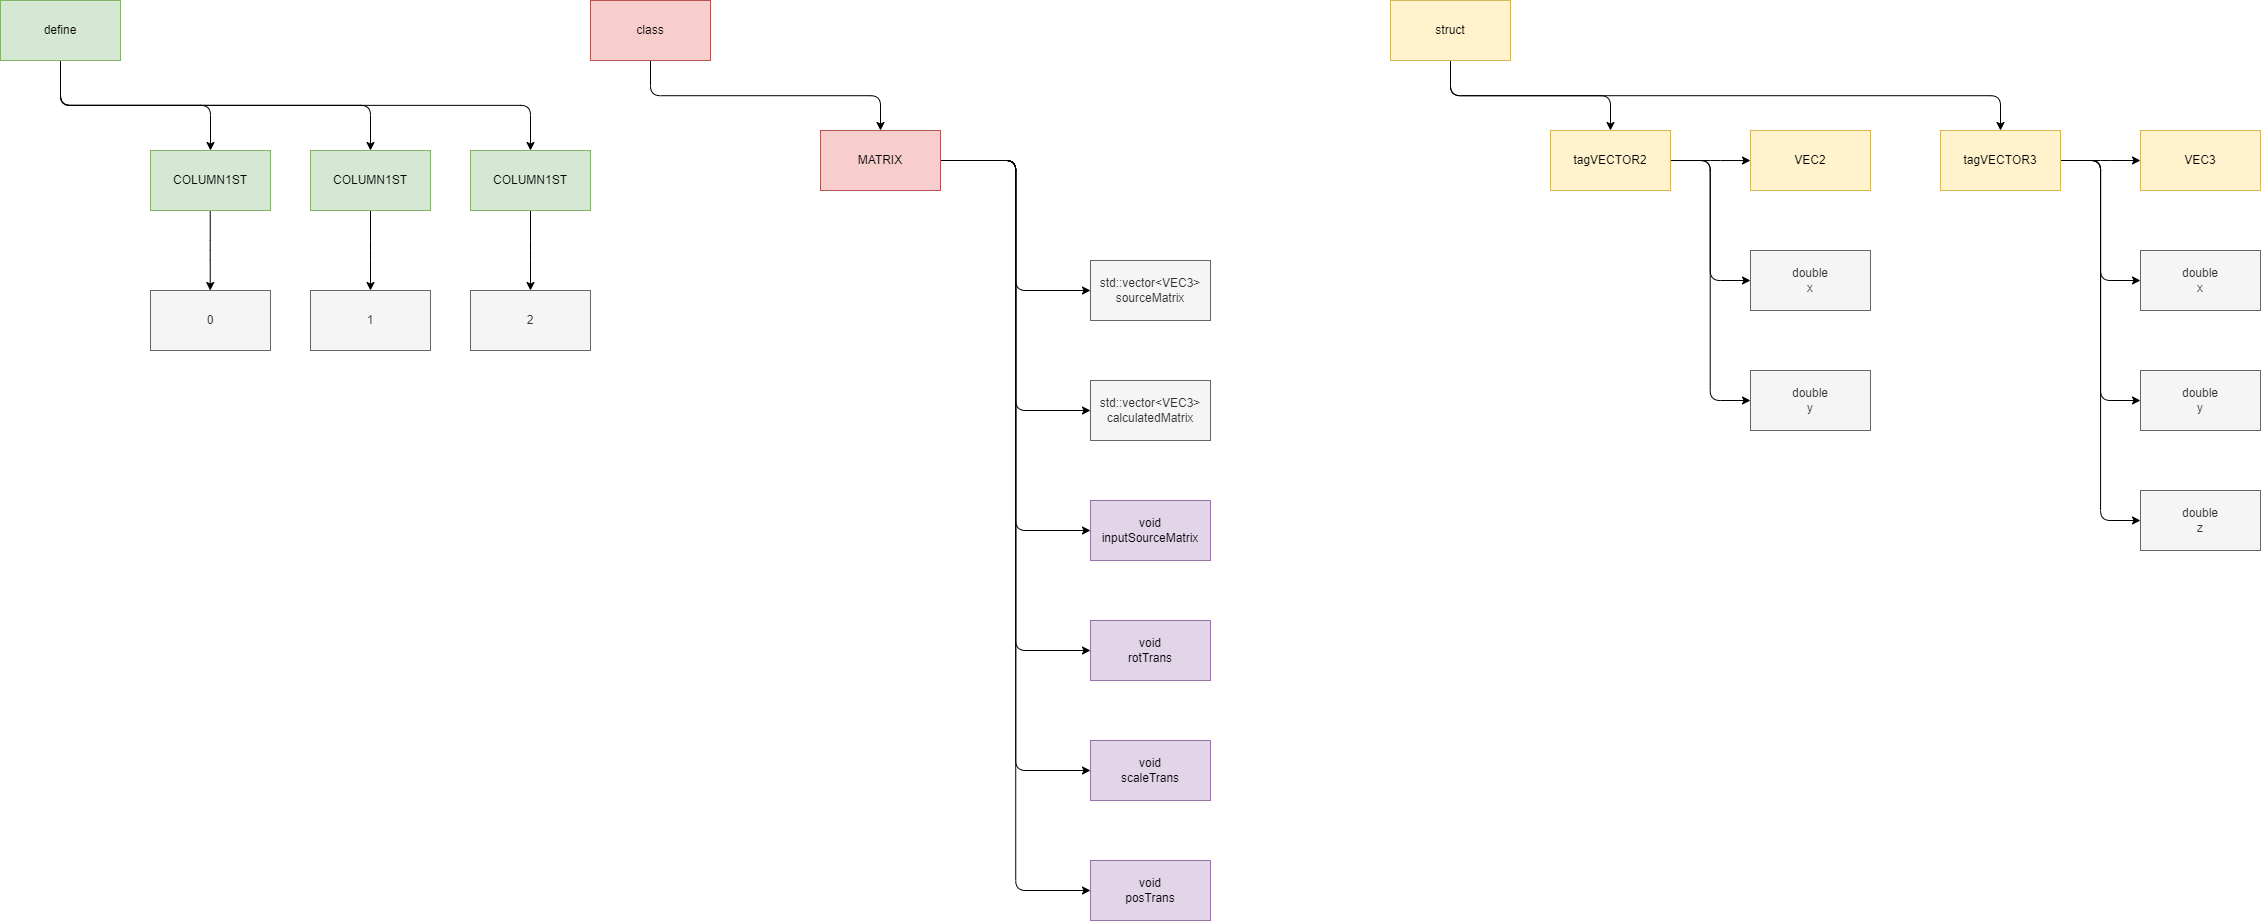 define
class
struct
MATRIX
tagVECTOR2
VEC2
tagVECTOR3
VEC3
COLUMN1ST
COLUMN1ST
COLUMN1ST
0
1
2
std::vector<VEC3>
sourceMatrix
std::vector<VEC3>
calculatedMatrix
void
inputSourceMatrix
void
rotTrans
void
scaleTrans
void
posTrans
double
x
double
y
double
x
double
y
double
z